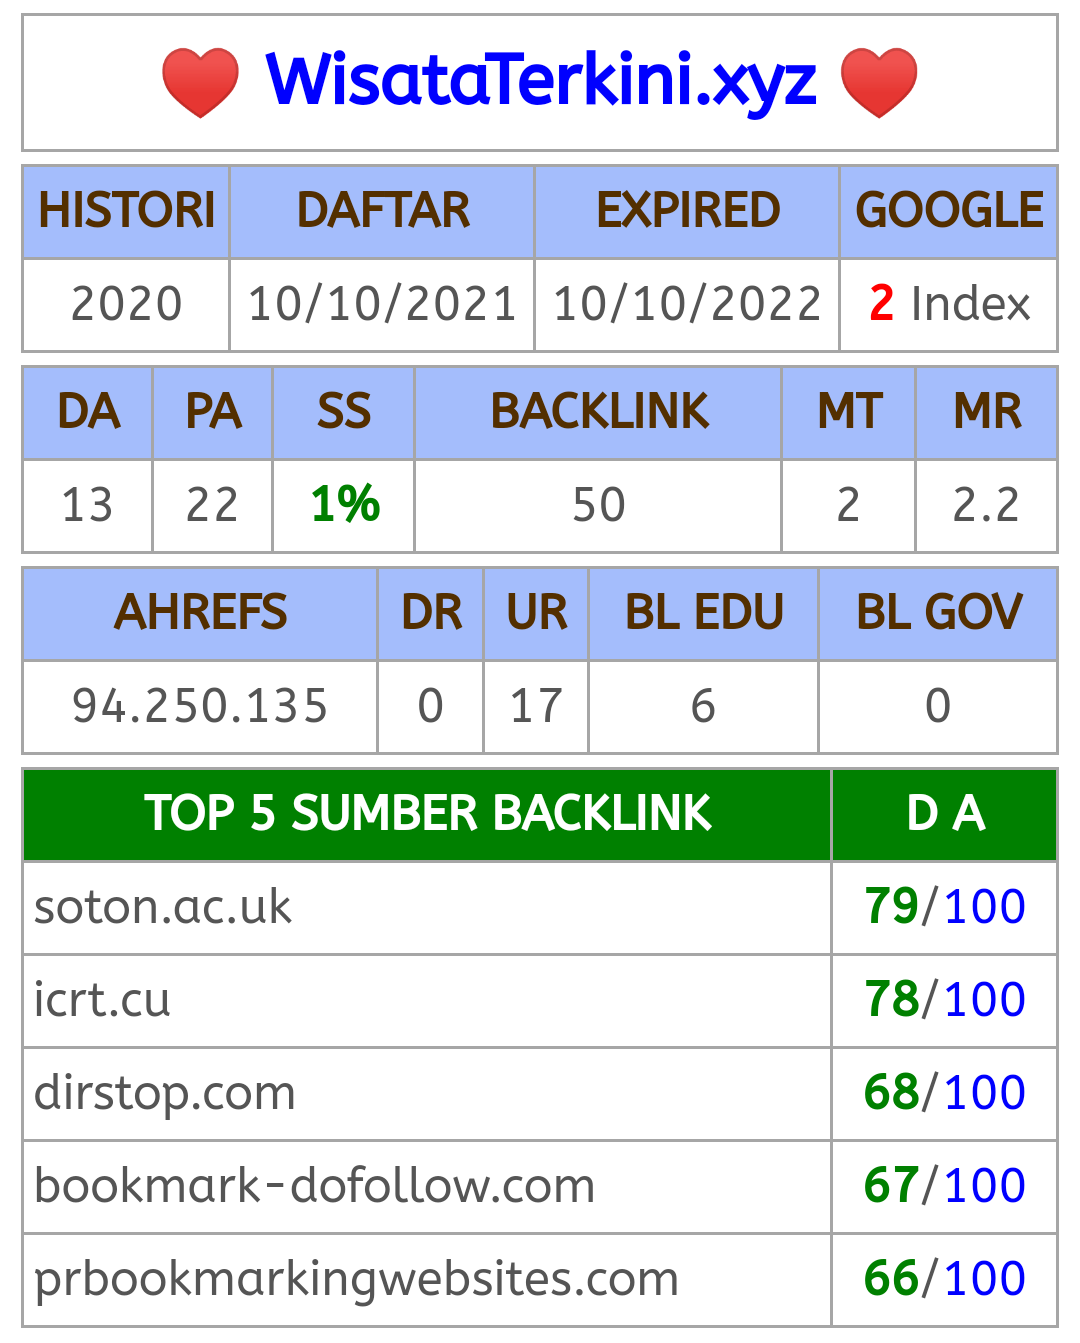 WisataTerkini.xyz
HISTORI DAFTAR EXPIRED GOOGLE
2020 10/10/2021 10/10/2022 2 Index
DA PA SS BACKLINK MT MR
13 22 1% 50 2 2.2
AHREFS DR UR BL EDU BL GOV
94.250.135 0 17 6 0
TOP 5 SUMBER BACKLINK D A
soton.ac.uk 79/100
icrt.cu 78/100
dirstop.com 68/100
bookmark-dofollow.com 67/100
prbookmarkingwebsites.com 66/100